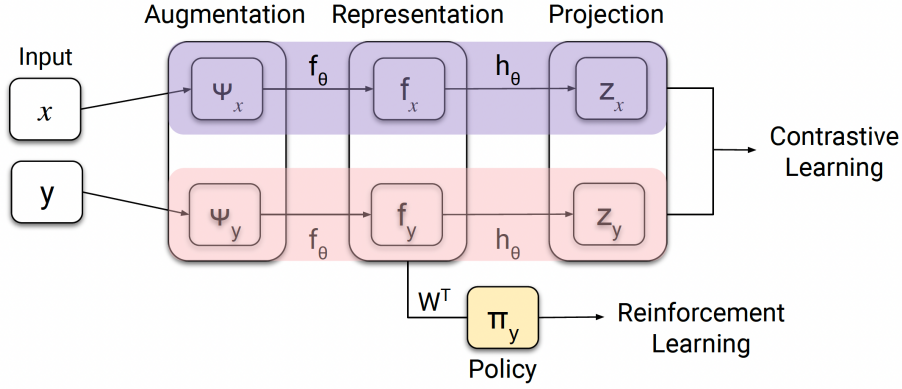 Augmentation Representation Projection
Input
x
Ψx
fθ
fx
hθ
zx
Contrastive
Learning
y
Ψy
fθ
fy
hθ
zy
W^T
πy
Policy
Reinforcement
Learning